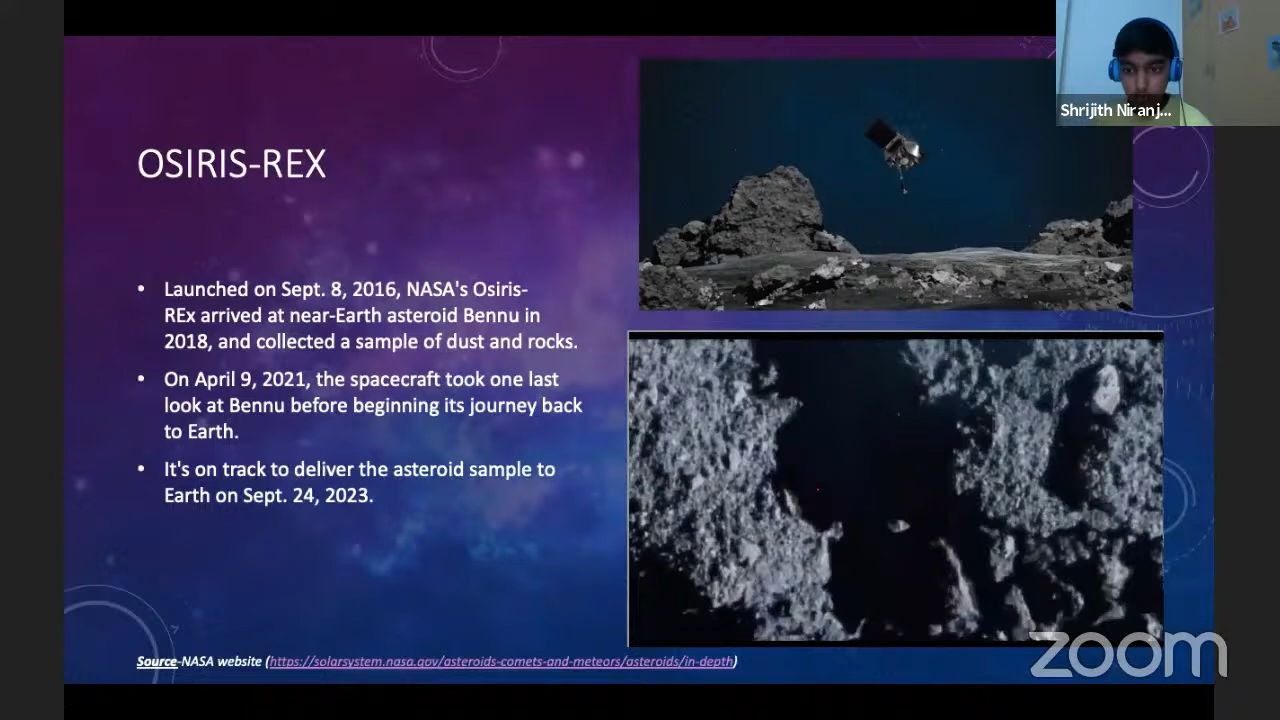 Shrijith Niranj...
OSIRIS-REX
• Launched on Sept. 8, 2016, NASA's Osiris-
REx arrived at near-Earth asteroid Bennu in
2018, and collected a sample of dust and rocks.
• On April 9, 2021, the spacecraft took one last
look at Bennu before beginning its journey back
to Earth.
• It's on track to deliver the asteroid sample to
Earth on Sept. 24, 2023.
Source-NASA website (https://solarsystem.nasa.gov/asteroids-comets-and-meteors/asteroids/in-depth)
zoom